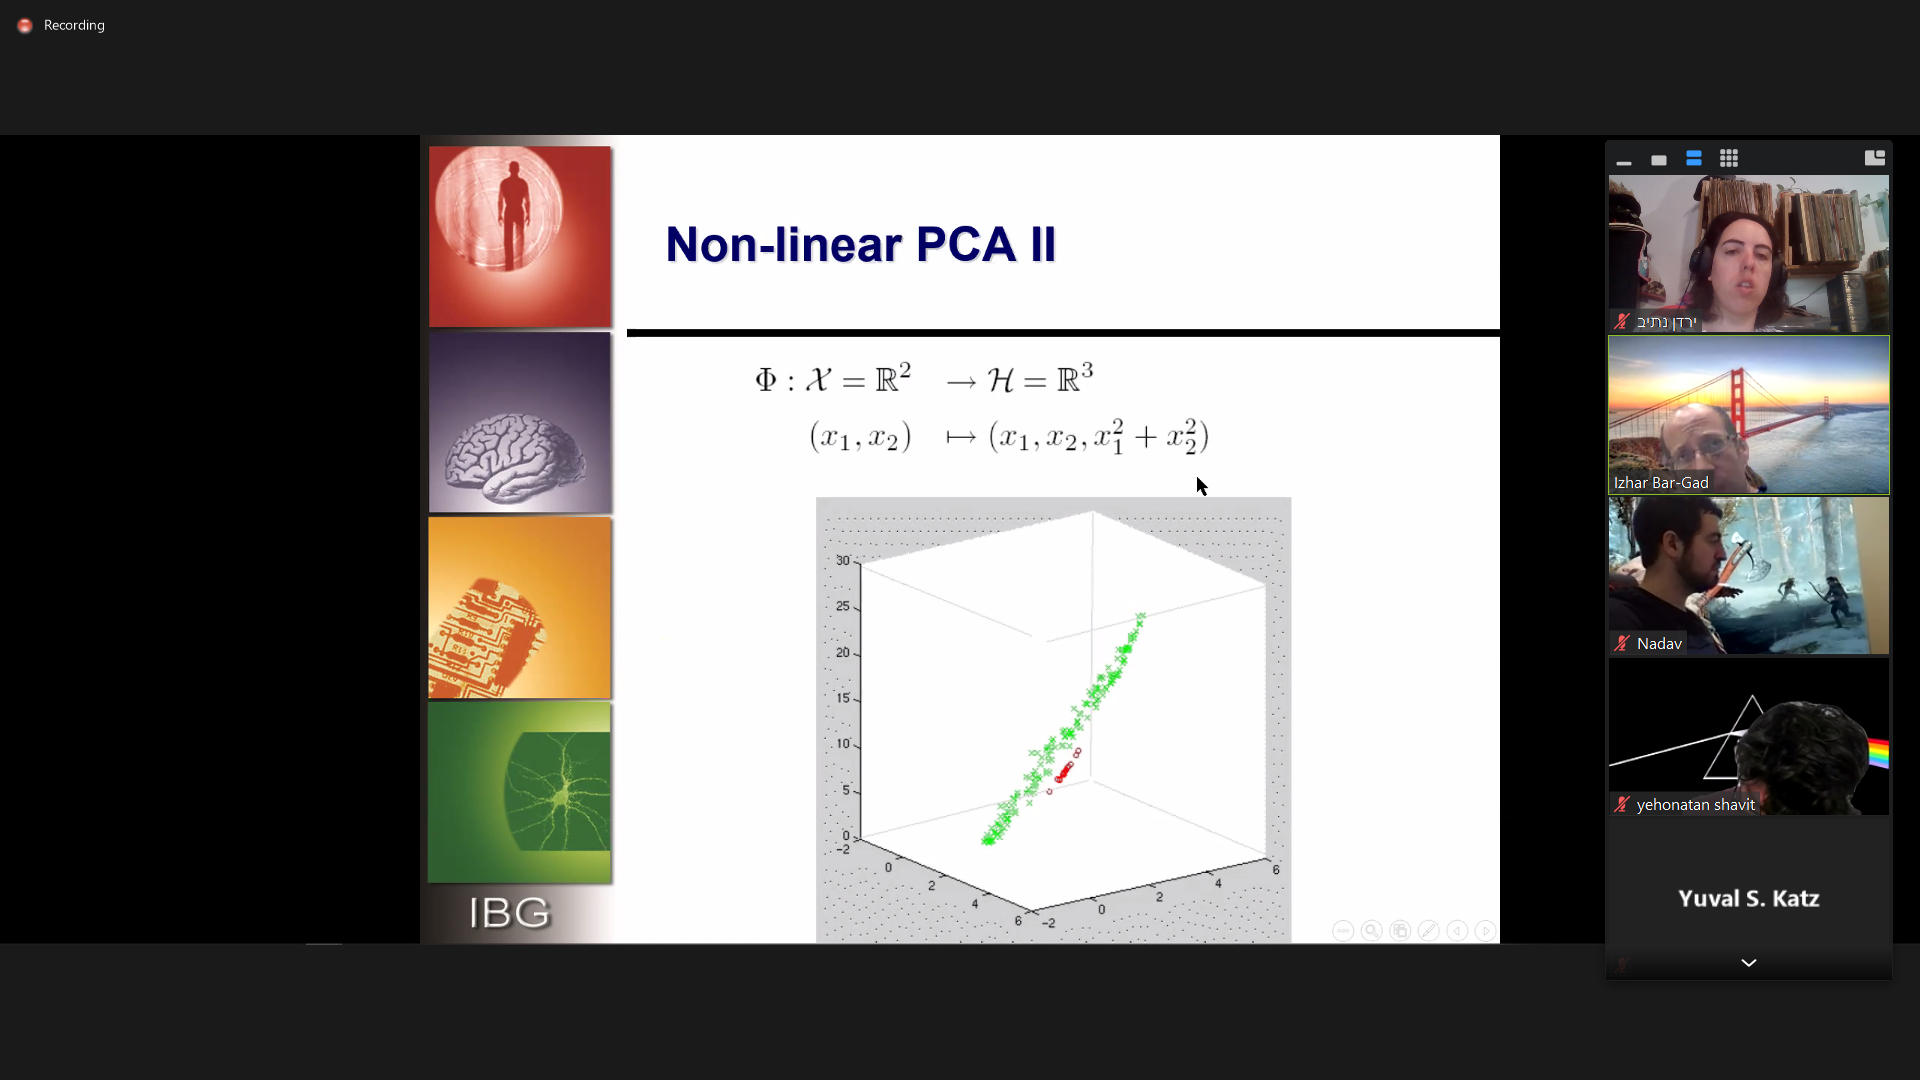 Recording
Non-linear PCA II
Φ : 𝒳 = ℝ² → ℋ = ℝ³
(x₁, x₂) ↦ (x₁, x₂, x₁² + x₂²)
30
25
20
15
10
5
0
-2
0
2
4
6
-2
0
2
4
6
IBG
ירדן נתיב
Izhar Bar-Gad
Nadav
yehonatan shavit
Yuval S. Katz